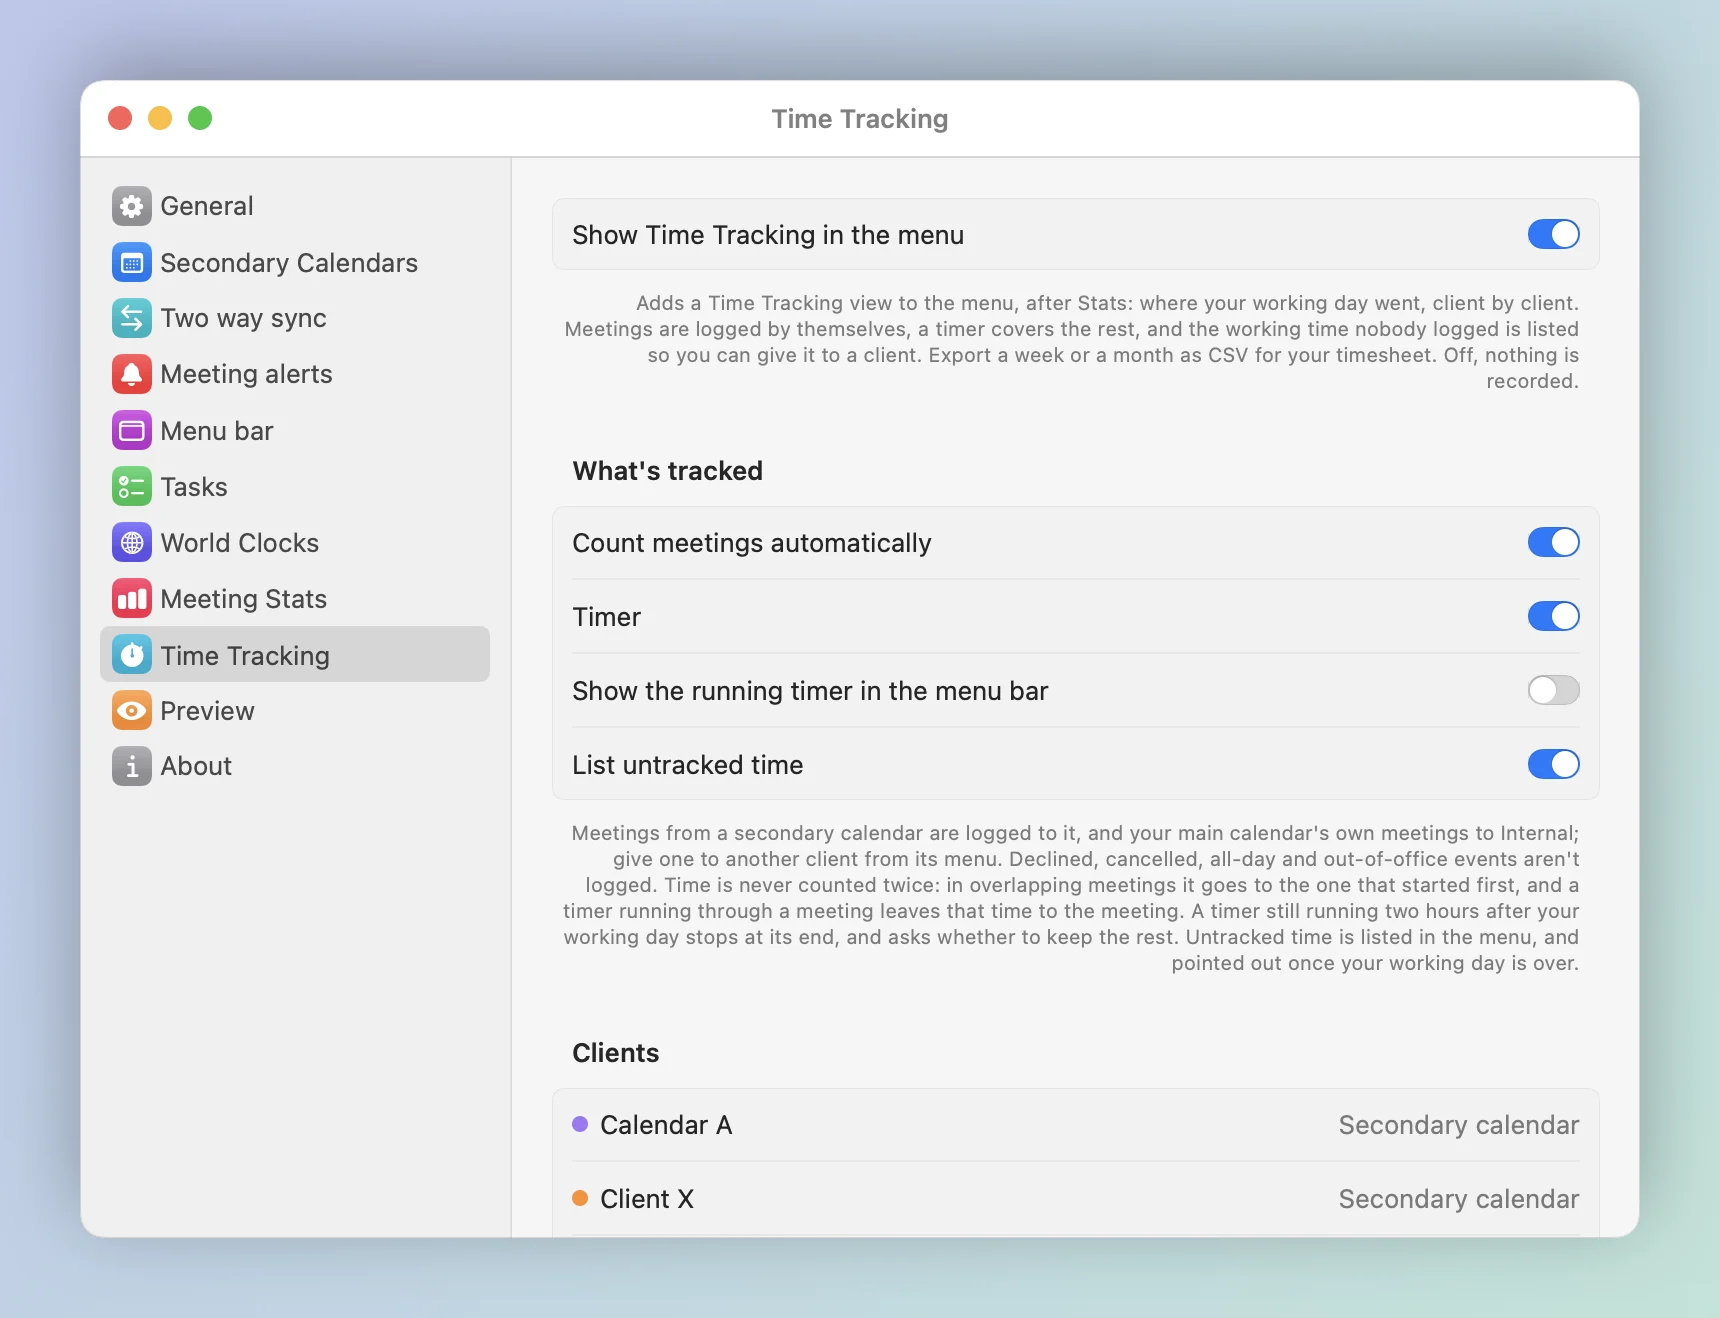 Time Tracking
General
Secondary Calendars
Two way sync
Meeting alerts
Menu bar
Tasks
World Clocks
Meeting Stats
Time Tracking
Preview
About
Show Time Tracking in the menu
Adds a Time Tracking view to the menu, after Stats: where your working day went, client by client.
Meetings are logged by themselves, a timer covers the rest, and the working time nobody logged is listed
so you can give it to a client. Export a week or a month as CSV for your timesheet. Off, nothing is
recorded.
What's tracked
Count meetings automatically
Timer
Show the running timer in the menu bar
List untracked time
Meetings from a secondary calendar are logged to it, and your main calendar's own meetings to Internal;
give one to another client from its menu. Declined, cancelled, all-day and out-of-office events aren't
logged. Time is never counted twice: in overlapping meetings it goes to the one that started first, and a
timer running through a meeting leaves that time to the meeting. A timer still running two hours after your
working day stops at its end, and asks whether to keep the rest. Untracked time is listed in the menu, and
pointed out once your working day is over.
Clients
Calendar A Secondary calendar
Client X Secondary calendar